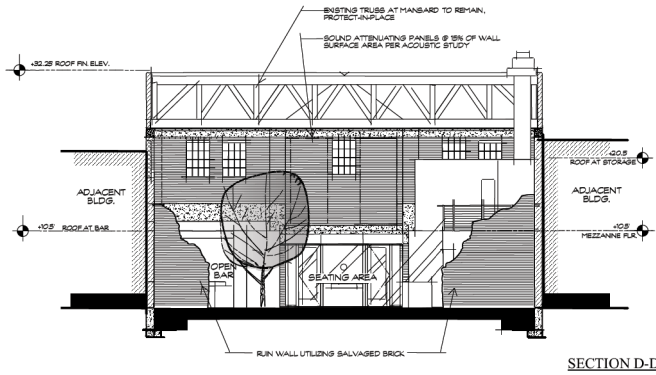 EXISTING TRUSS AT MANSARD TO REMAIN,
PROTECT-IN-PLACE
SOUND ATTENUATING PANELS @ 15% OF WALL
SURFACE AREA PER ACOUSTIC STUDY
+32.25 ROOF FIN. ELEV.
+20.5
ROOF AT STORAGE
ADJACENT
BLDG.
ADJACENT
BLDG.
+10.5' ROOF AT BAR
+10.5'
MEZZANINE FLR.
OPEN
BAR
SEATING AREA
RUIN WALL UTILIZING SALVAGED BRICK
SECTION D-D